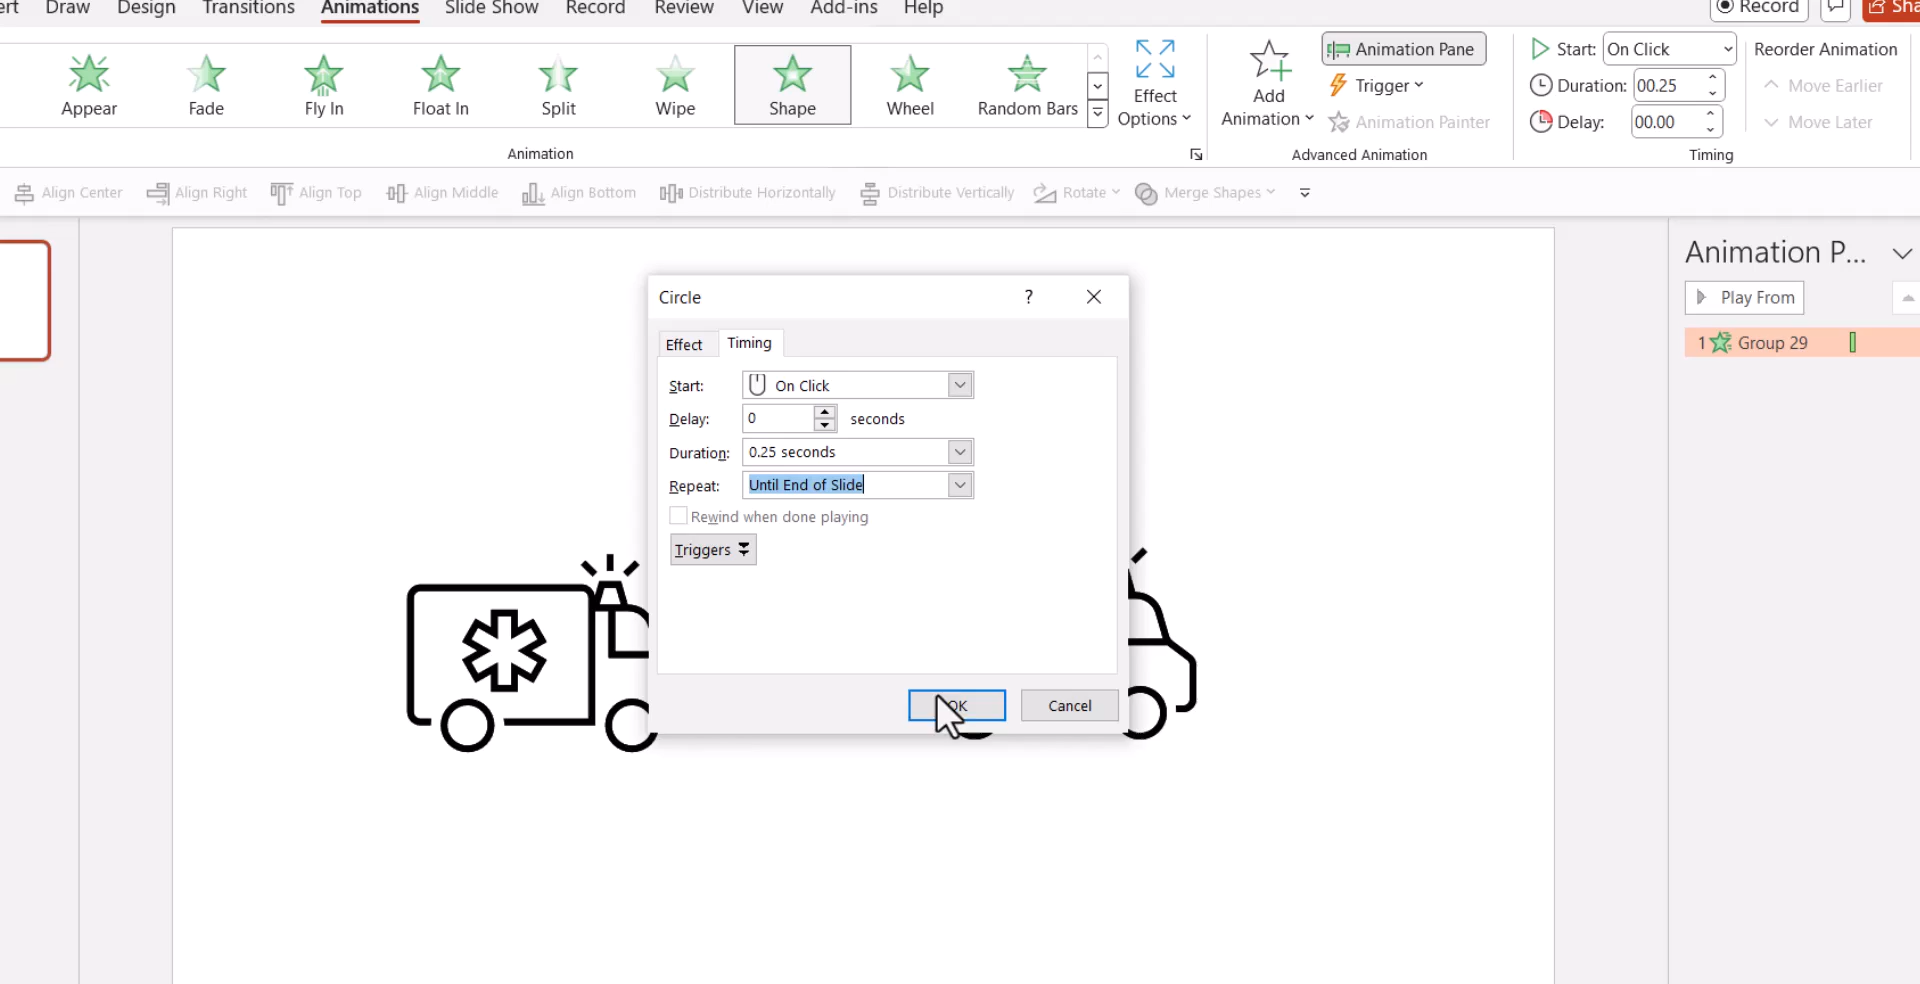 ert Draw Design Transitions Animations Slide Show Record Review View Add-ins Help Record Sha
Appear Fade Fly In Float In Split Wipe Shape Wheel Random Bars
Effect Options
Add Animation
Animation Pane
Trigger
Animation Painter
Start: On Click
Duration: 00.25
Delay: 00.00
Reorder Animation
Move Earlier
Move Later
Animation Advanced Animation Timing
Align Center Align Right Align Top Align Middle Align Bottom Distribute Horizontally Distribute Vertically Rotate Merge Shapes
Circle ?
Effect Timing
Start: On Click
Delay: 0 seconds
Duration: 0.25 seconds
Repeat: Until End of Slide
Rewind when done playing
Triggers
OK Cancel
Animation P...
Play From
1 Group 29